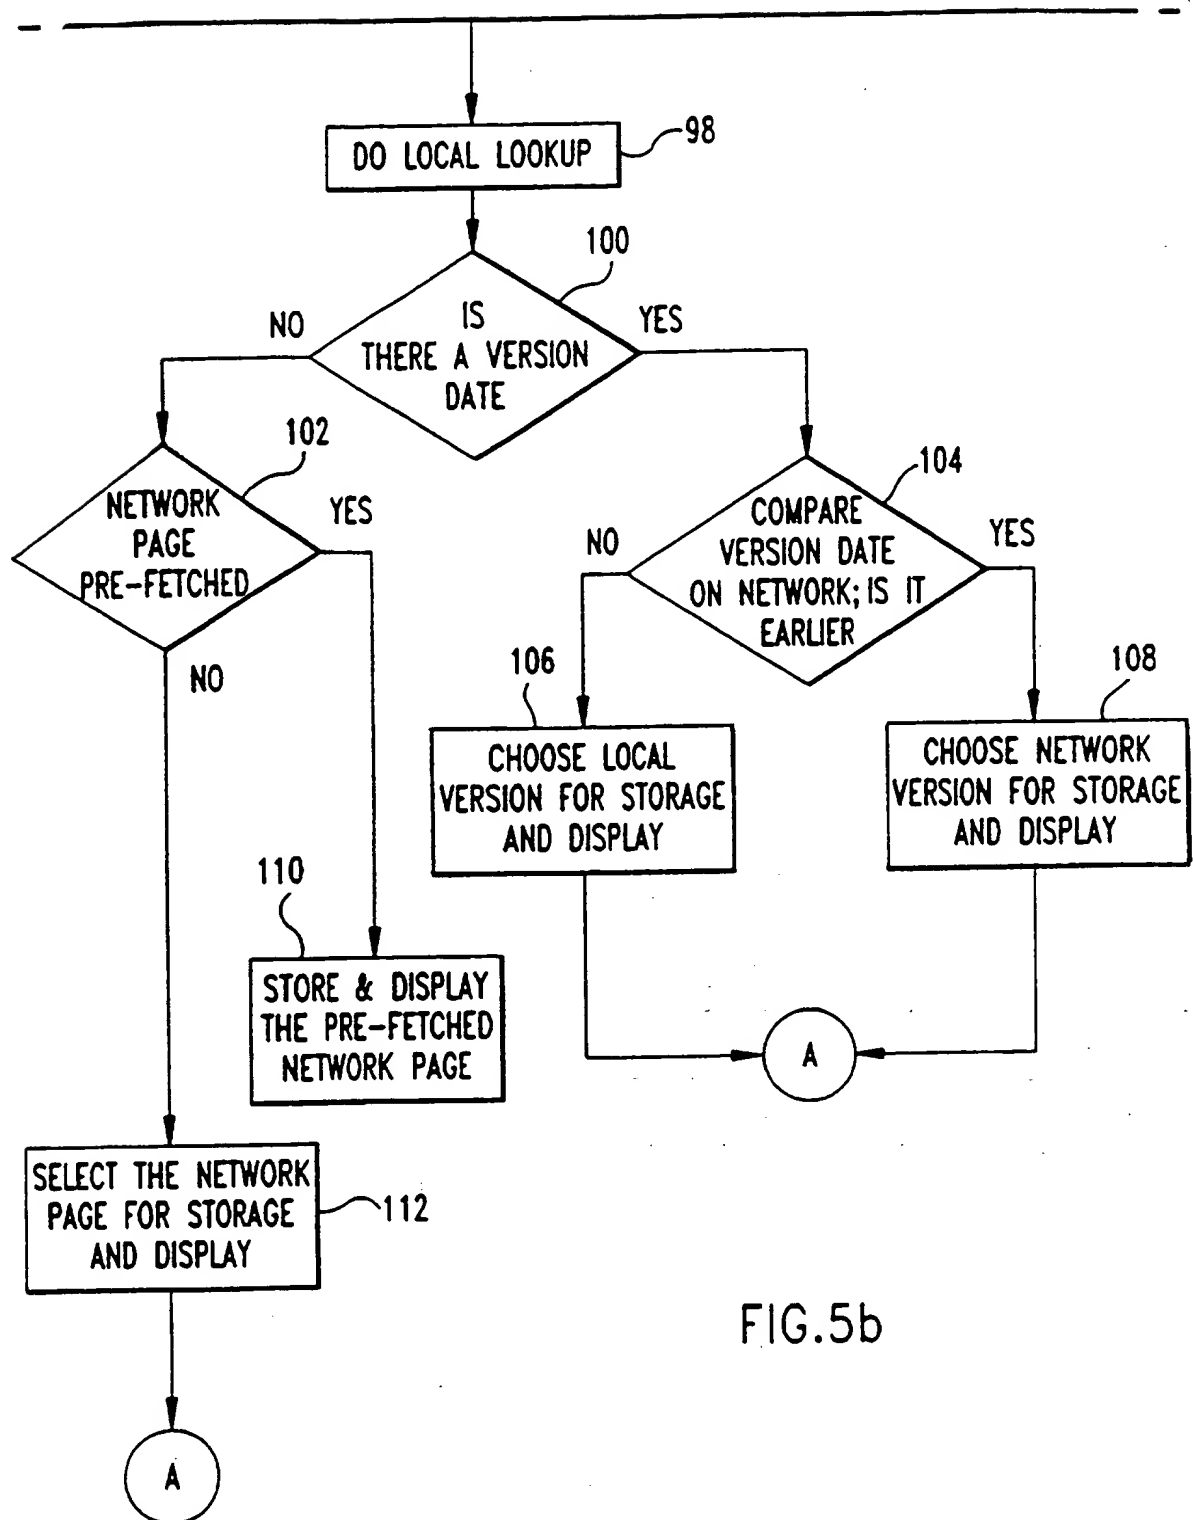 DO LOCAL LOOKUP
98
100
NO
IS
THERE A VERSION
DATE
YES
102
NETWORK
PAGE
PRE-FETCHED
YES
NO
104
COMPARE
VERSION DATE
ON NETWORK; IS IT
EARLIER
NO
YES
106
CHOOSE LOCAL
VERSION FOR STORAGE
AND DISPLAY
108
CHOOSE NETWORK
VERSION FOR STORAGE
AND DISPLAY
110
STORE & DISPLAY
THE PRE-FETCHED
NETWORK PAGE
A
SELECT THE NETWORK
PAGE FOR STORAGE
AND DISPLAY
112
A
FIG.5b